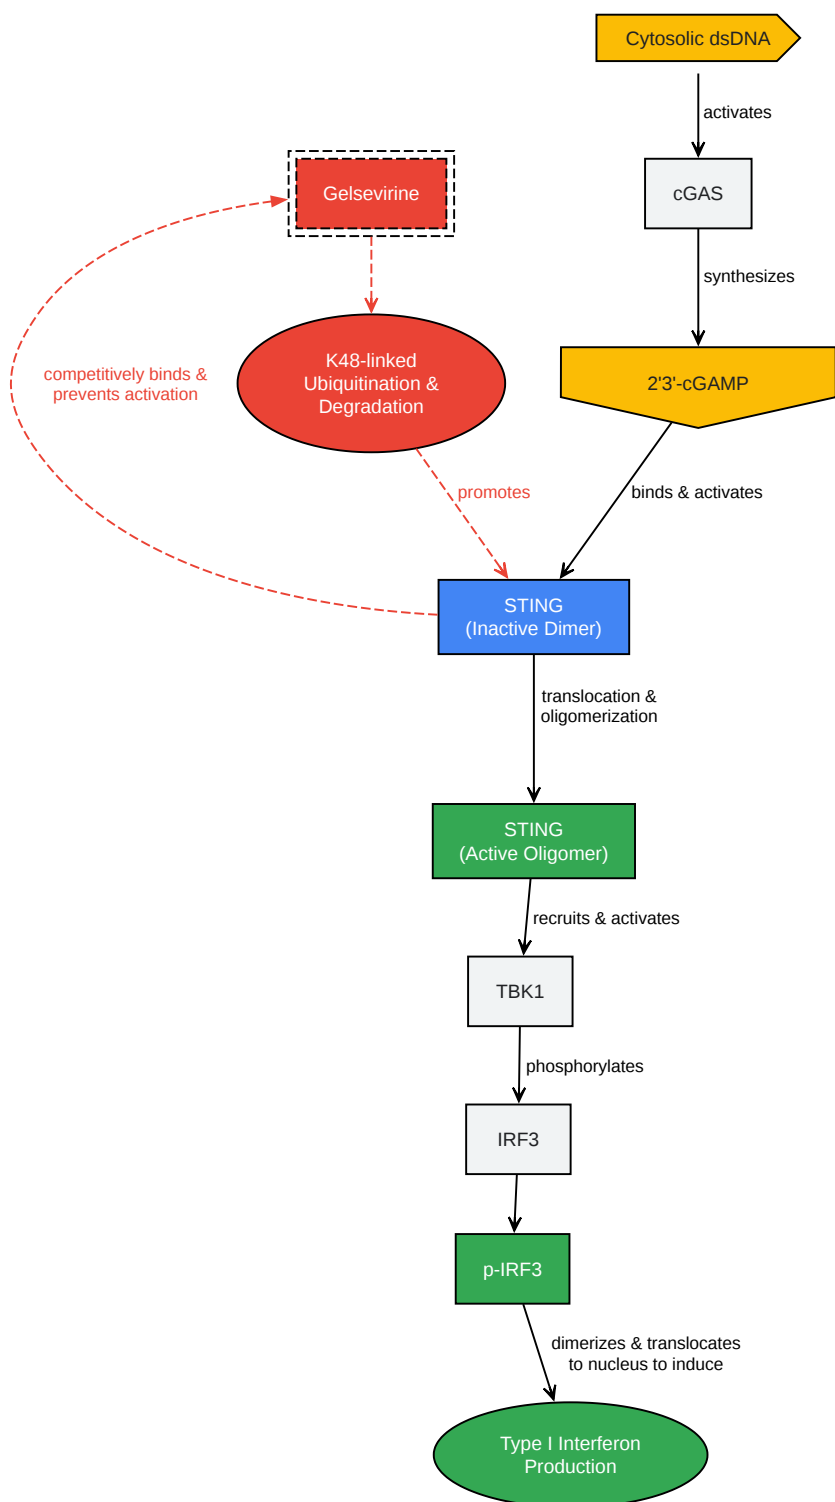 Cytosolic dsDNA
activates
Gelsevirine
cGAS
synthesizes
competitively binds &
prevents activation
K48-linked
Ubiquitination &
Degradation
2'3'-cGAMP
promotes
binds & activates
STING
(Inactive Dimer)
translocation &
oligomerization
STING
(Active Oligomer)
recruits & activates
TBK1
phosphorylates
IRF3
p-IRF3
dimerizes & translocates
to nucleus to induce
Type I Interferon
Production